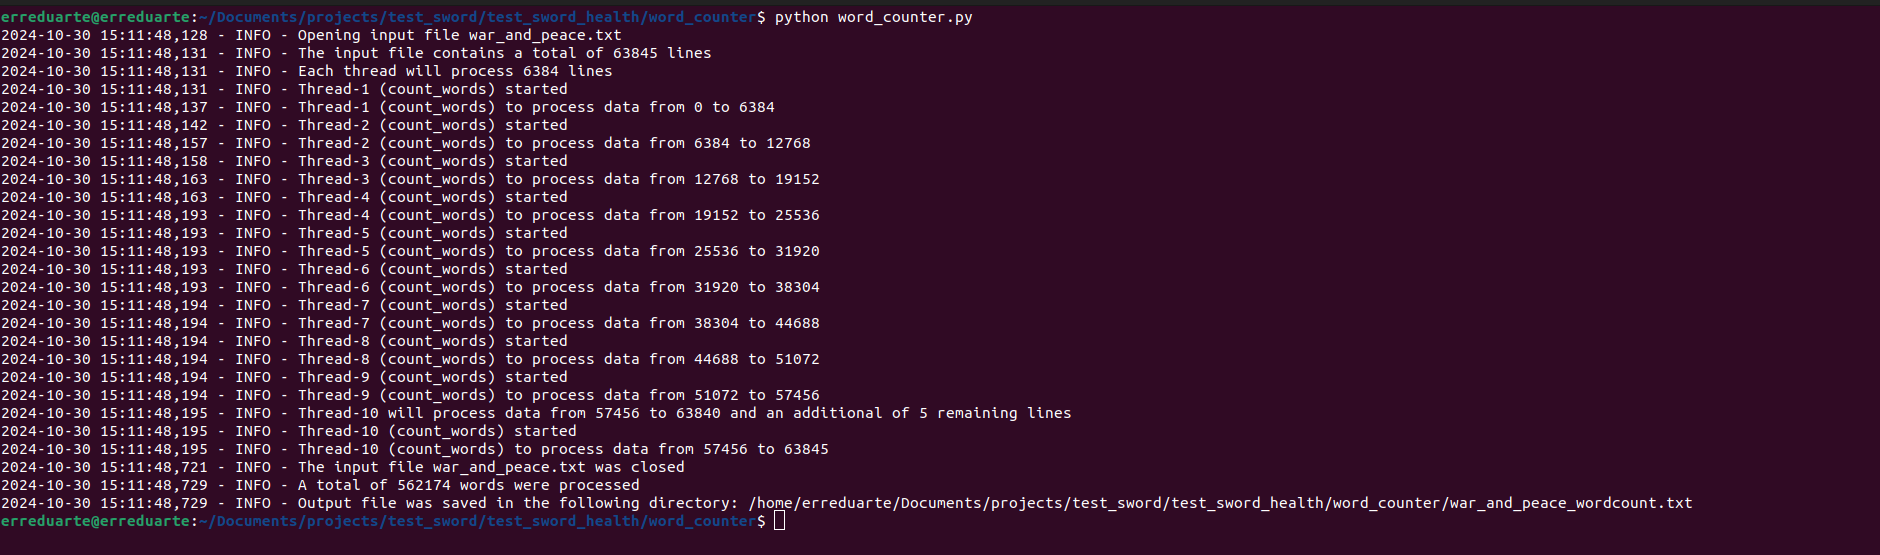 erreduarte@erreduarte:~/Documents/projects/test_sword/test_sword_health/word_counter$ python word_counter.py
2024-10-30 15:11:48,128 - INFO - Opening input file war_and_peace.txt
2024-10-30 15:11:48,131 - INFO - The input file contains a total of 63845 lines
2024-10-30 15:11:48,131 - INFO - Each thread will process 6384 lines
2024-10-30 15:11:48,131 - INFO - Thread-1 (count_words) started
2024-10-30 15:11:48,137 - INFO - Thread-1 (count_words) to process data from 0 to 6384
2024-10-30 15:11:48,142 - INFO - Thread-2 (count_words) started
2024-10-30 15:11:48,157 - INFO - Thread-2 (count_words) to process data from 6384 to 12768
2024-10-30 15:11:48,158 - INFO - Thread-3 (count_words) started
2024-10-30 15:11:48,163 - INFO - Thread-3 (count_words) to process data from 12768 to 19152
2024-10-30 15:11:48,163 - INFO - Thread-4 (count_words) started
2024-10-30 15:11:48,193 - INFO - Thread-4 (count_words) to process data from 19152 to 25536
2024-10-30 15:11:48,193 - INFO - Thread-5 (count_words) started
2024-10-30 15:11:48,193 - INFO - Thread-5 (count_words) to process data from 25536 to 31920
2024-10-30 15:11:48,193 - INFO - Thread-6 (count_words) started
2024-10-30 15:11:48,193 - INFO - Thread-6 (count_words) to process data from 31920 to 38304
2024-10-30 15:11:48,194 - INFO - Thread-7 (count_words) started
2024-10-30 15:11:48,194 - INFO - Thread-7 (count_words) to process data from 38304 to 44688
2024-10-30 15:11:48,194 - INFO - Thread-8 (count_words) started
2024-10-30 15:11:48,194 - INFO - Thread-8 (count_words) to process data from 44688 to 51072
2024-10-30 15:11:48,194 - INFO - Thread-9 (count_words) started
2024-10-30 15:11:48,194 - INFO - Thread-9 (count_words) to process data from 51072 to 57456
2024-10-30 15:11:48,195 - INFO - Thread-10 will process data from 57456 to 63840 and an additional of 5 remaining lines
2024-10-30 15:11:48,195 - INFO - Thread-10 (count_words) started
2024-10-30 15:11:48,195 - INFO - Thread-10 (count_words) to process data from 57456 to 63845
2024-10-30 15:11:48,721 - INFO - The input file war_and_peace.txt was closed
2024-10-30 15:11:48,729 - INFO - A total of 562174 words were processed
2024-10-30 15:11:48,729 - INFO - Output file was saved in the following directory: /home/erreduarte/Documents/projects/test_sword/test_sword_health/word_counter/war_and_peace_wordcount.txt
erreduarte@erreduarte:~/Documents/projects/test_sword/test_sword_health/word_counter$